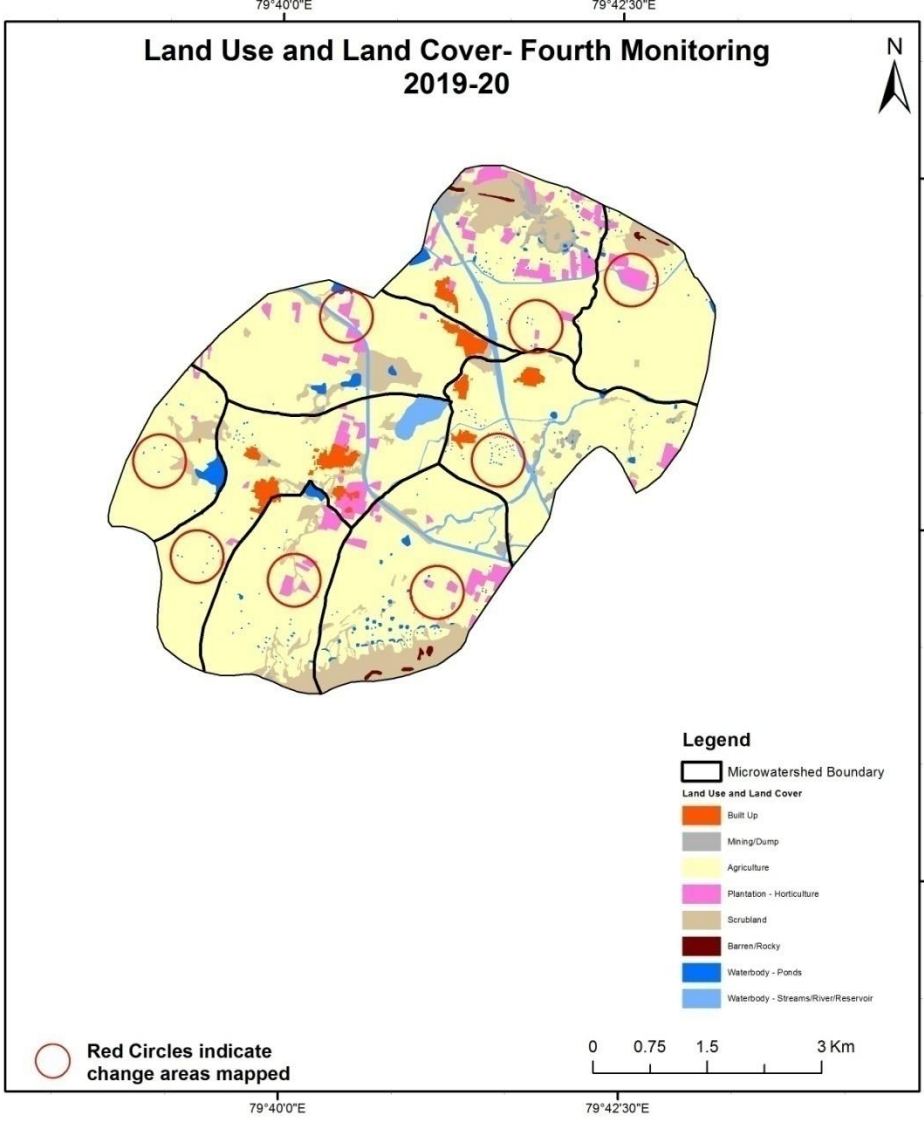 79°40'0"E 79°42'30"E
Land Use and Land Cover- Fourth Monitoring
2019-20
N
Legend
Microwatershed Boundary
Land Use and Land Cover
Built Up
Mining/Dump
Agriculture
Plantation - Horticulture
Scrubland
Barren/Rocky
Waterbody - Ponds
Waterbody - Streams/River/Reservoir
Red Circles indicate
change areas mapped
0 0.75 1.5 3 Km
79°40'0"E 79°42'30"E